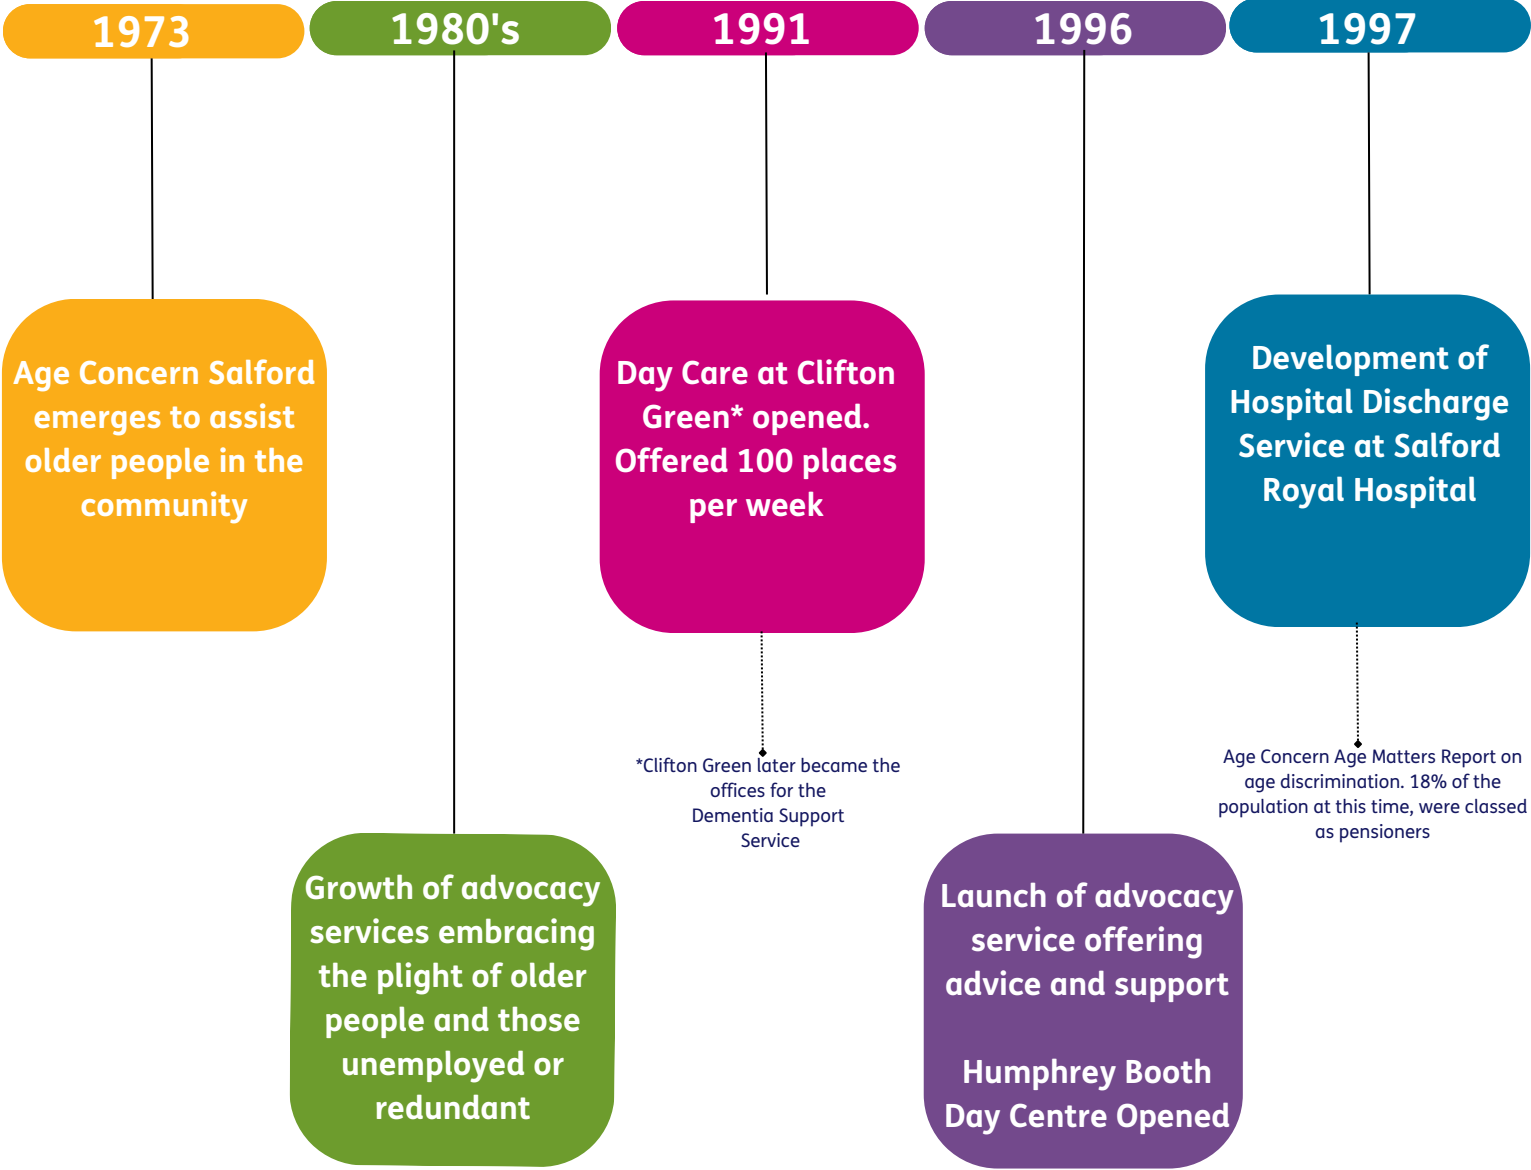 1973
1980's
1991
1996
1997
Age Concern Salford
emerges to assist
older people in the
community
Day Care at Clifton
Green* opened.
Offered 100 places
per week
Development of
Hospital Discharge
Service at Salford
Royal Hospital
*Clifton Green later became the
offices for the
Dementia Support
Service
Age Concern Age Matters Report on
age discrimination. 18% of the
population at this time, were classed
as pensioners
Growth of advocacy
services embracing
the plight of older
people and those
unemployed or
redundant
Launch of advocacy
service offering
advice and support
Humphrey Booth
Day Centre Opened